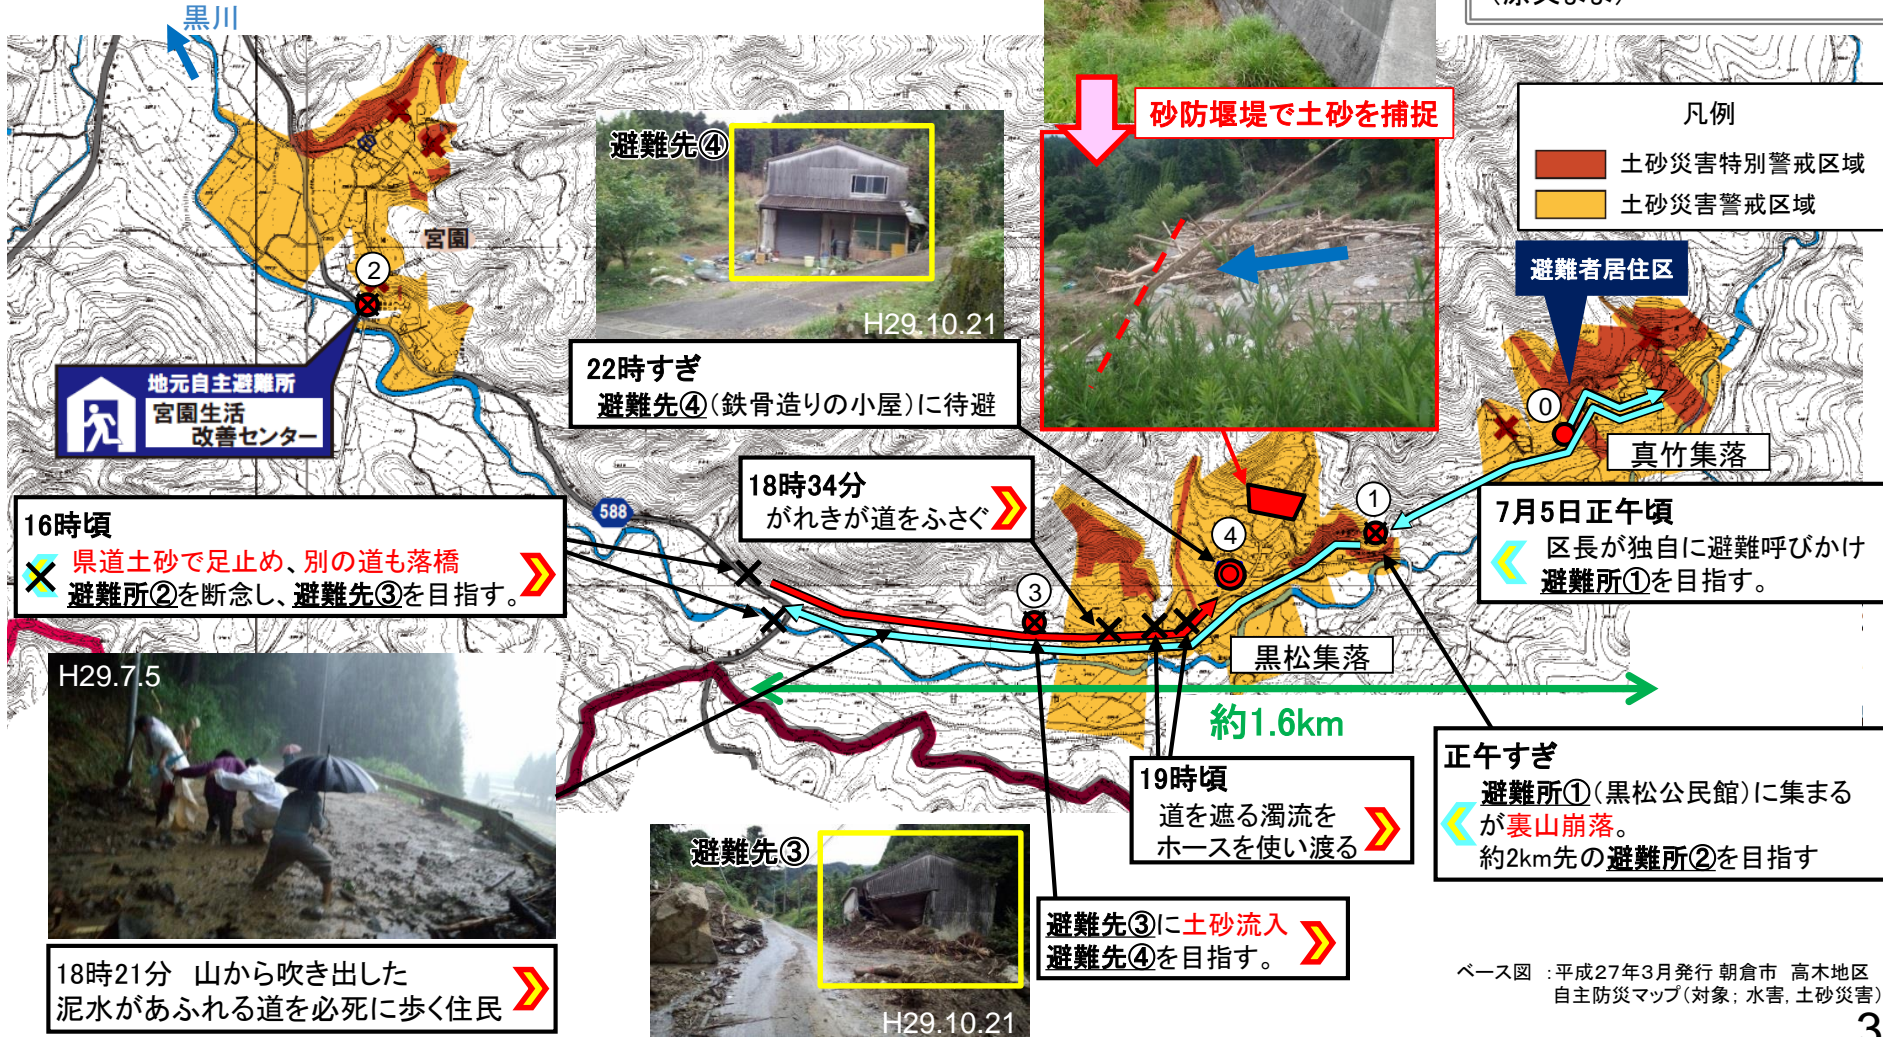 黒川
砂防堰堤で土砂を捕捉
凡例
土砂災害特別警戒区域
土砂災害警戒区域
避難先④
H29.10.21
避難者居住区
宮園
②
地元自主避難所
宮園生活
改善センター
22時すぎ
避難先④(鉄骨造りの小屋)に待避
⓪
真竹集落
18時34分
がれきが道をふさぐ
588
①
④
③
16時頃
県道土砂で足止め、別の道も落橋
避難所②を断念し、避難先③を目指す。
7月5日正午頃
区長が独自に避難呼びかけ
避難所①を目指す。
黒松集落
約1.6km
H29.7.5
正午すぎ
避難所①(黒松公民館)に集まる
が裏山崩落。
約2km先の避難所②を目指す
19時頃
道を遮る濁流を
ホースを使い渡る
避難先③
H29.10.21
避難先③に土砂流入
避難先④を目指す。
18時21分 山から吹き出した
泥水があふれる道を必死に歩く住民
ベース図 :平成27年3月発行 朝倉市 高木地区
自主防災マップ(対象; 水害, 土砂災害)
3